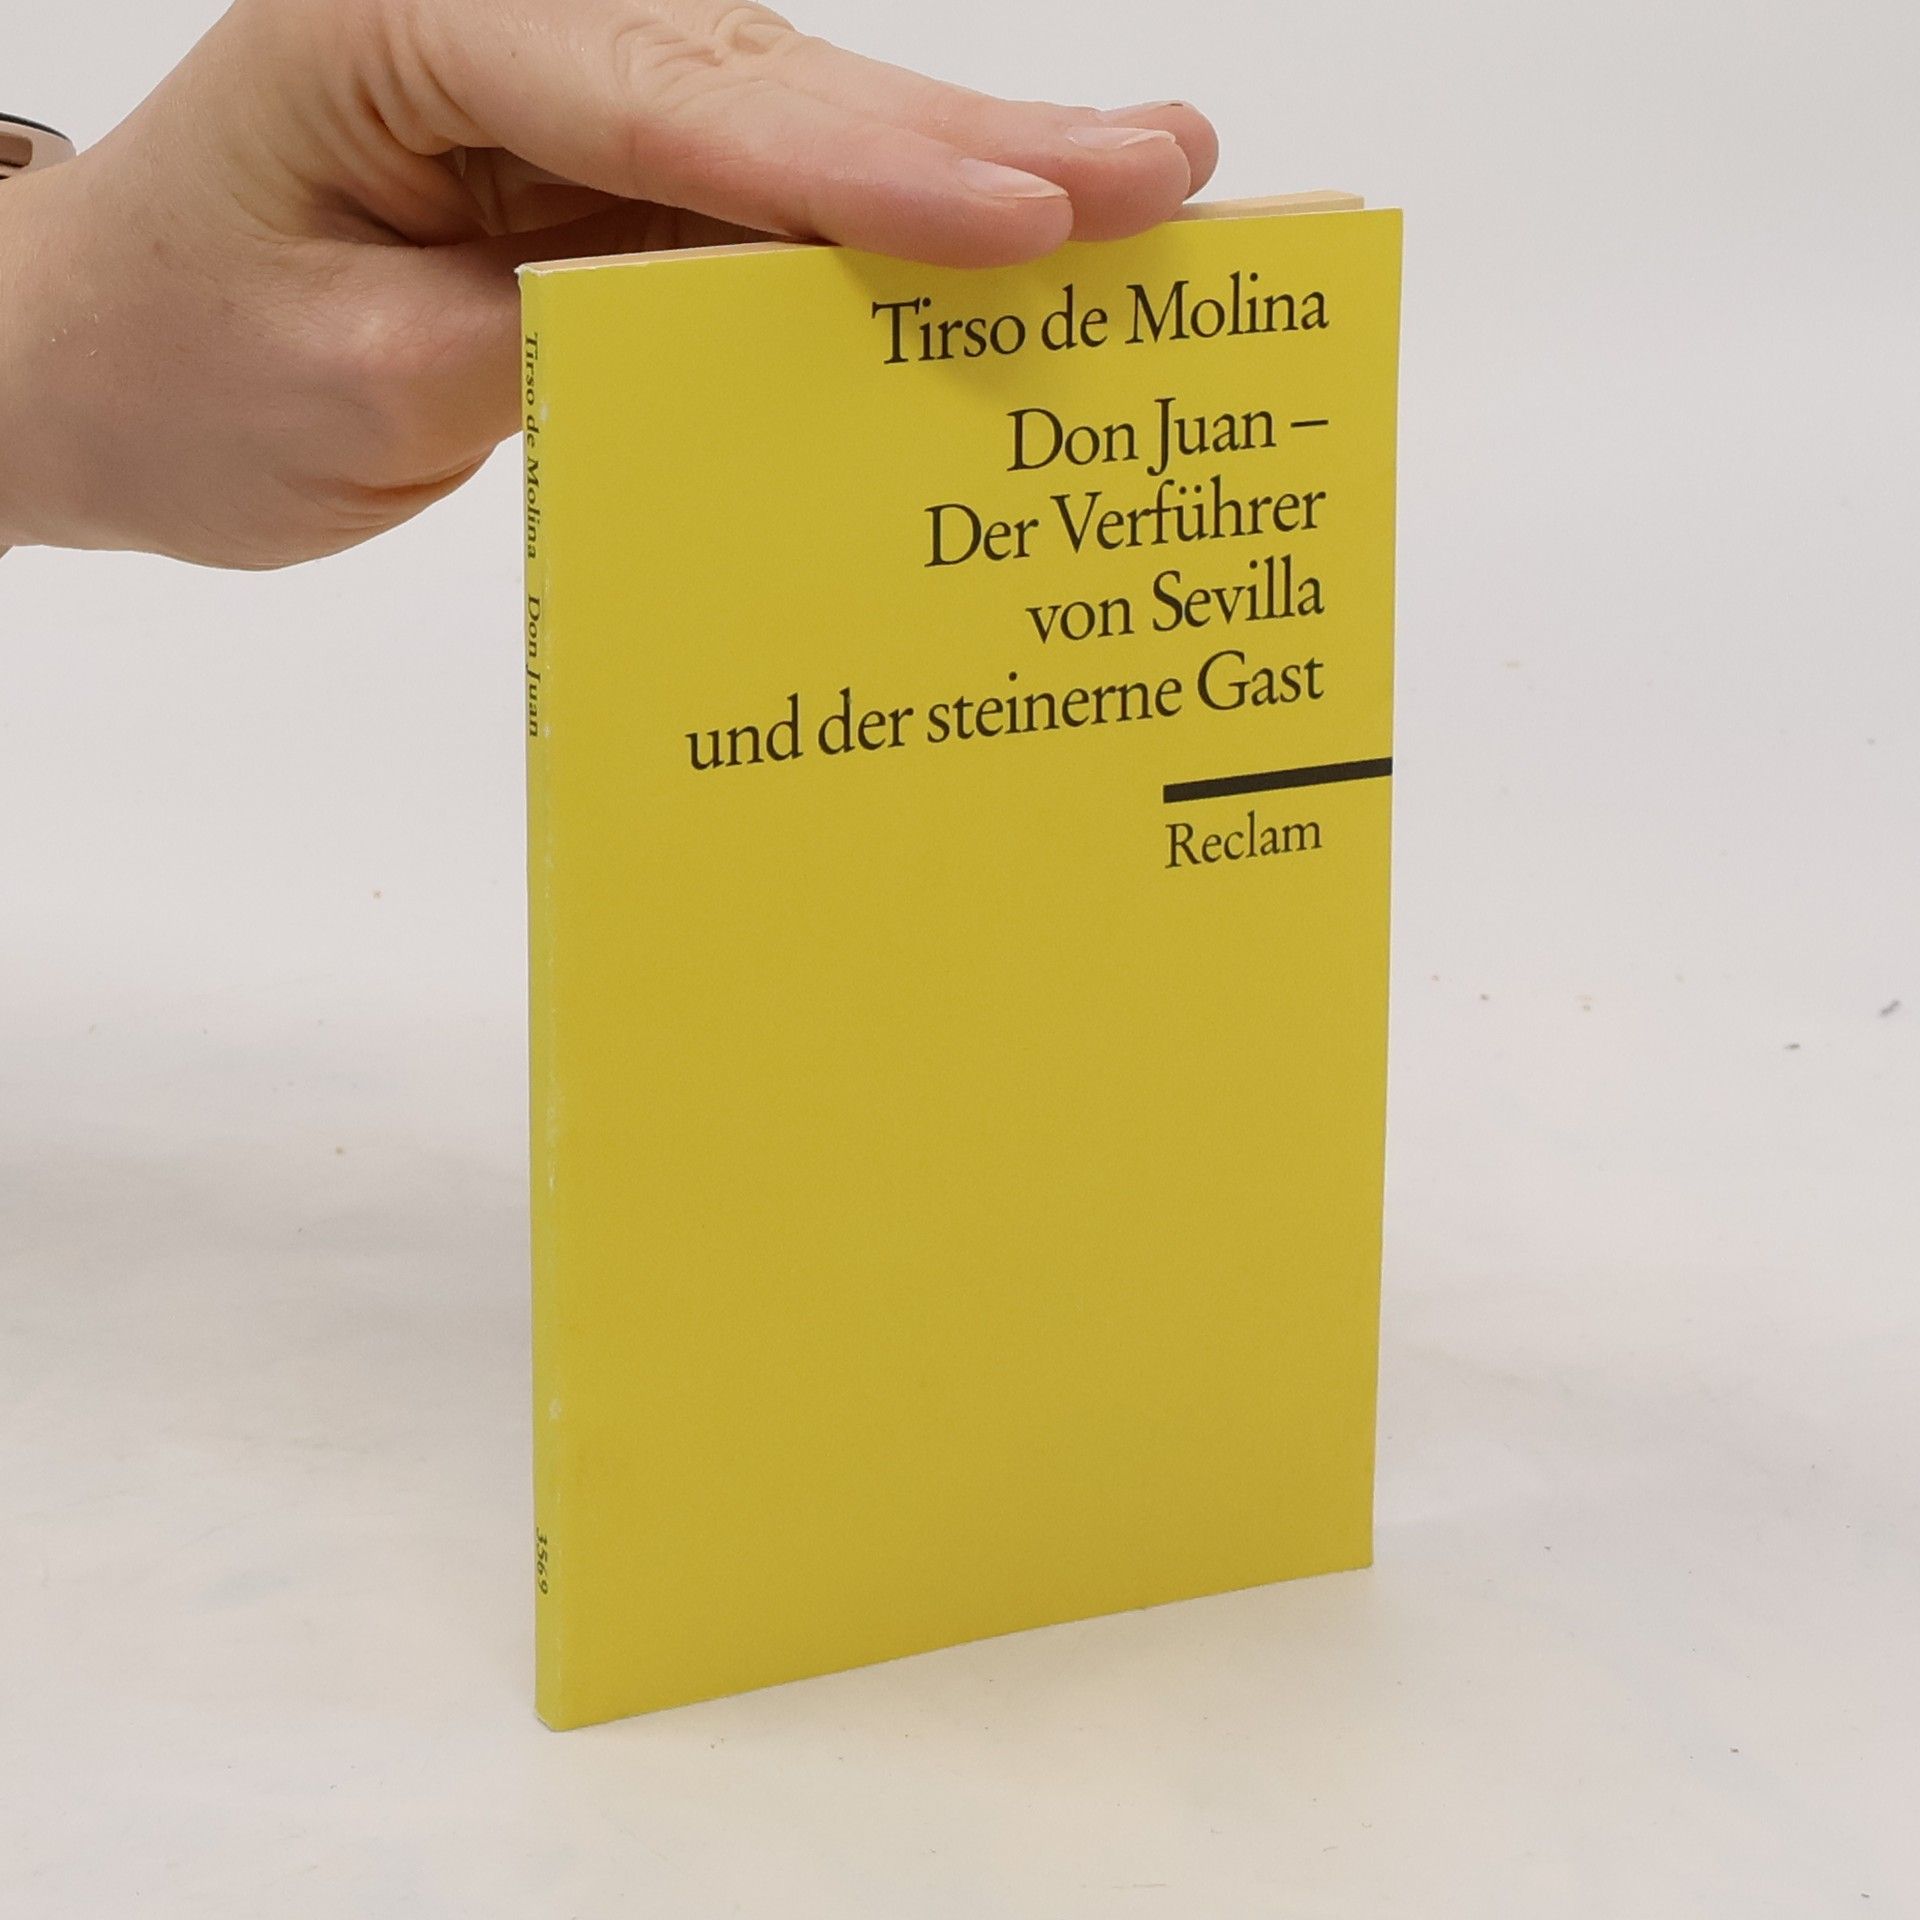 Tirso de Molina
Don Juan –
Der Verführer
von Sevilla
und der steinerne Gast
Reclam
Tirso de Molina Don Juan
3569